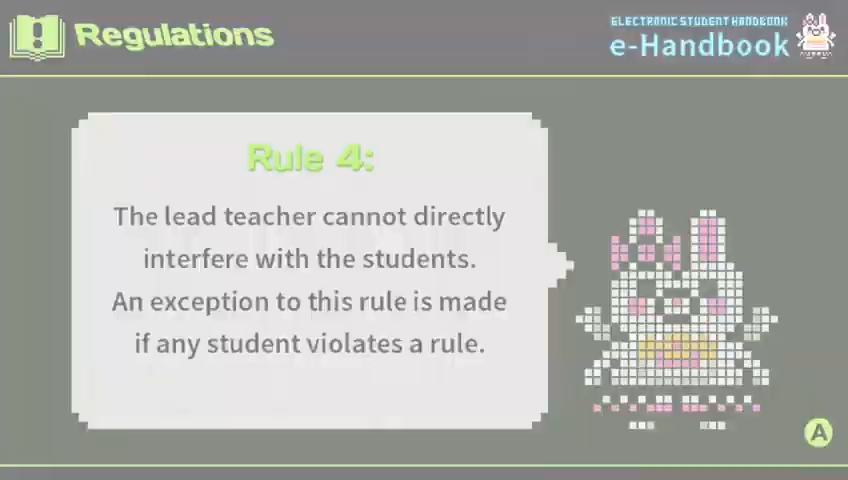 Regulations
ELECTRONIC STUDENT HANDBOOK
e-Handbook
Rule 4:
The lead teacher cannot directly
interfere with the students.
An exception to this rule is made
if any student violates a rule.
A